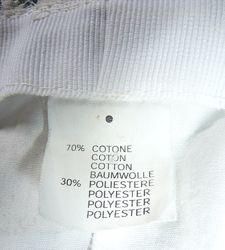 70% COTONE
COTON
COTTON
BAUMWOLLE
30% POLIESTERE
POLYESTER
POLYESTER
POLYESTER